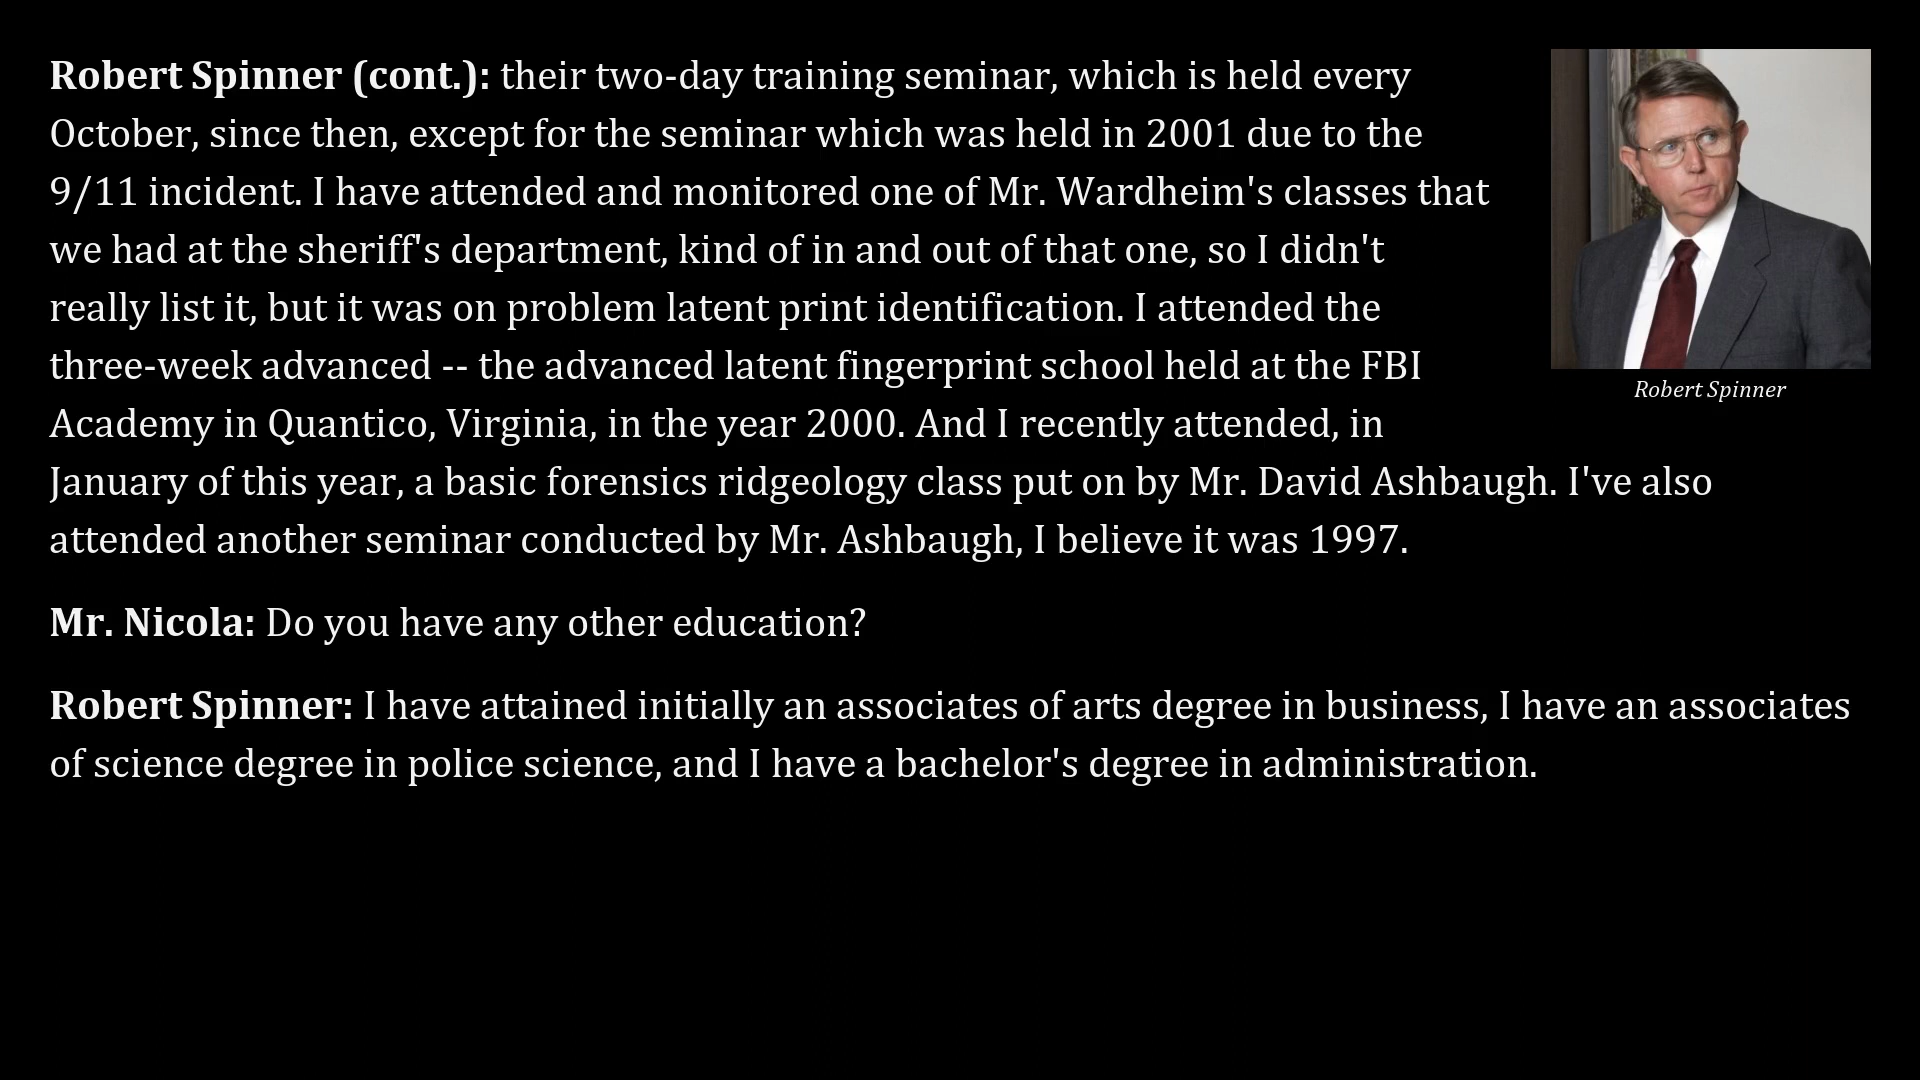 Robert Spinner (cont.): their two-day training seminar, which is held every
October, since then, except for the seminar which was held in 2001 due to the
9/11 incident. I have attended and monitored one of Mr. Wardheim's classes that
we had at the sheriff's department, kind of in and out of that one, so I didn't
really list it, but it was on problem latent print identification. I attended the
three-week advanced -- the advanced latent fingerprint school held at the FBI
Academy in Quantico, Virginia, in the year 2000. And I recently attended, in
January of this year, a basic forensics ridgeology class put on by Mr. David Ashbaugh. I've also
attended another seminar conducted by Mr. Ashbaugh, I believe it was 1997.
Robert Spinner
Mr. Nicola: Do you have any other education?
Robert Spinner: I have attained initially an associates of arts degree in business, I have an associates
of science degree in police science, and I have a bachelor's degree in administration.